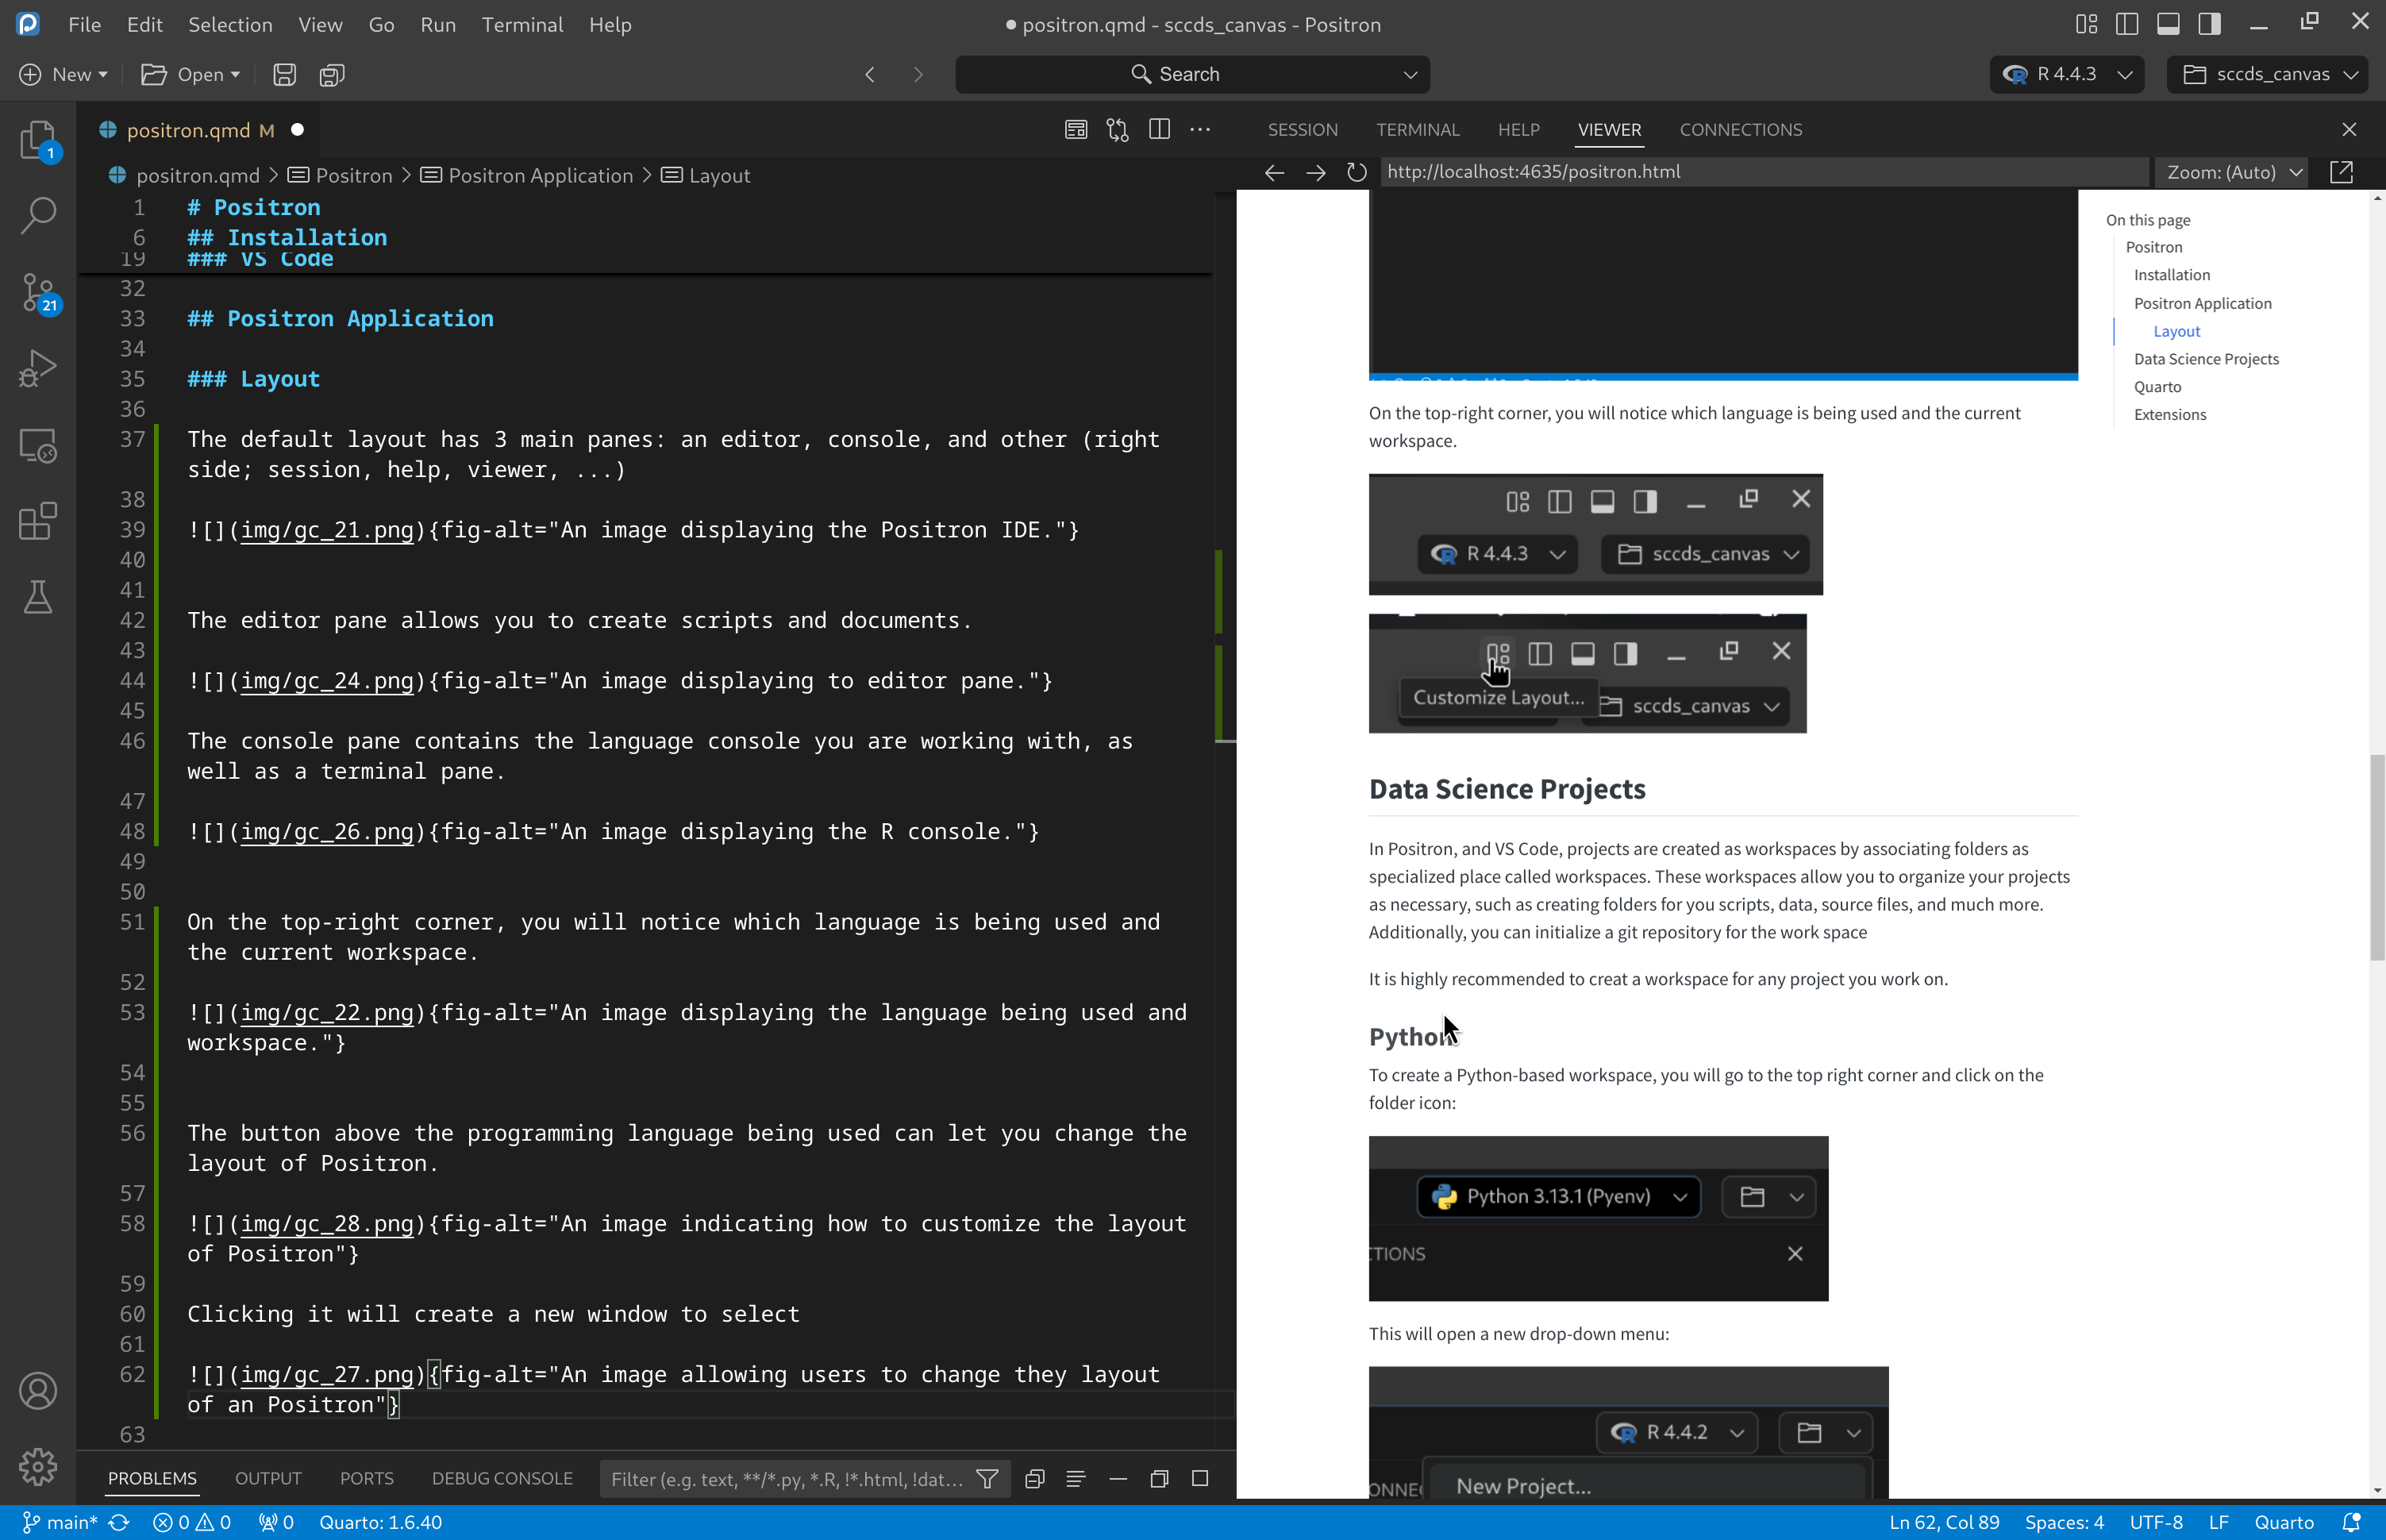 File Edit Selection View Go Run Terminal Help
● positron.qmd - sccds_canvas - Positron
New Open Search R 4.4.3 sccds_canvas
positron.qmd M
1
21
positron.qmd > Positron > Positron Application > Layout
1 # Positron
6 ## Installation
19 ### VS Code
32
33 ## Positron Application
34
35 ### Layout
36
37 The default layout has 3 main panes: an editor, console, and other (right
side; session, help, viewer, ...)
38
39 ![](img/gc_21.png){fig-alt="An image displaying the Positron IDE."}
40
41
42 The editor pane allows you to create scripts and documents.
43
44 ![](img/gc_24.png){fig-alt="An image displaying to editor pane."}
45
46 The console pane contains the language console you are working with, as
well as a terminal pane.
47
48 ![](img/gc_26.png){fig-alt="An image displaying the R console."}
49
50
51 On the top-right corner, you will notice which language is being used and
the current workspace.
52
53 ![](img/gc_22.png){fig-alt="An image displaying the language being used and
workspace."}
54
55
56 The button above the programming language being used can let you change the
layout of Positron.
57
58 ![](img/gc_28.png){fig-alt="An image indicating how to customize the layout
of Positron"}
59
60 Clicking it will create a new window to select
61
62 ![](img/gc_27.png){fig-alt="An image allowing users to change they layout
of an Positron"}
63
PROBLEMS OUTPUT PORTS DEBUG CONSOLE Filter (e.g. text, **/*.py, *.R, !*.html, !dat...
SESSION TERMINAL HELP VIEWER CONNECTIONS
http://localhost:4635/positron.html Zoom: (Auto)
On the top-right corner, you will notice which language is being used and the current
workspace.
R 4.4.3 sccds_canvas
Customize Layout... sccds_canvas
Data Science Projects
In Positron, and VS Code, projects are created as workspaces by associating folders as
specialized place called workspaces. These workspaces allow you to organize your projects
as necessary, such as creating folders for you scripts, data, source files, and much more.
Additionally, you can initialize a git repository for the work space
It is highly recommended to creat a workspace for any project you work on.
Python
To create a Python-based workspace, you will go to the top right corner and click on the
folder icon:
Python 3.13.1 (Pyenv)
CTIONS
This will open a new drop-down menu:
R 4.4.2
ONNEC New Project...
On this page
Positron
Installation
Positron Application
Layout
Data Science Projects
Quarto
Extensions
main* 0 0 0 Quarto: 1.6.40 Ln 62, Col 89 Spaces: 4 UTF-8 LF Quarto